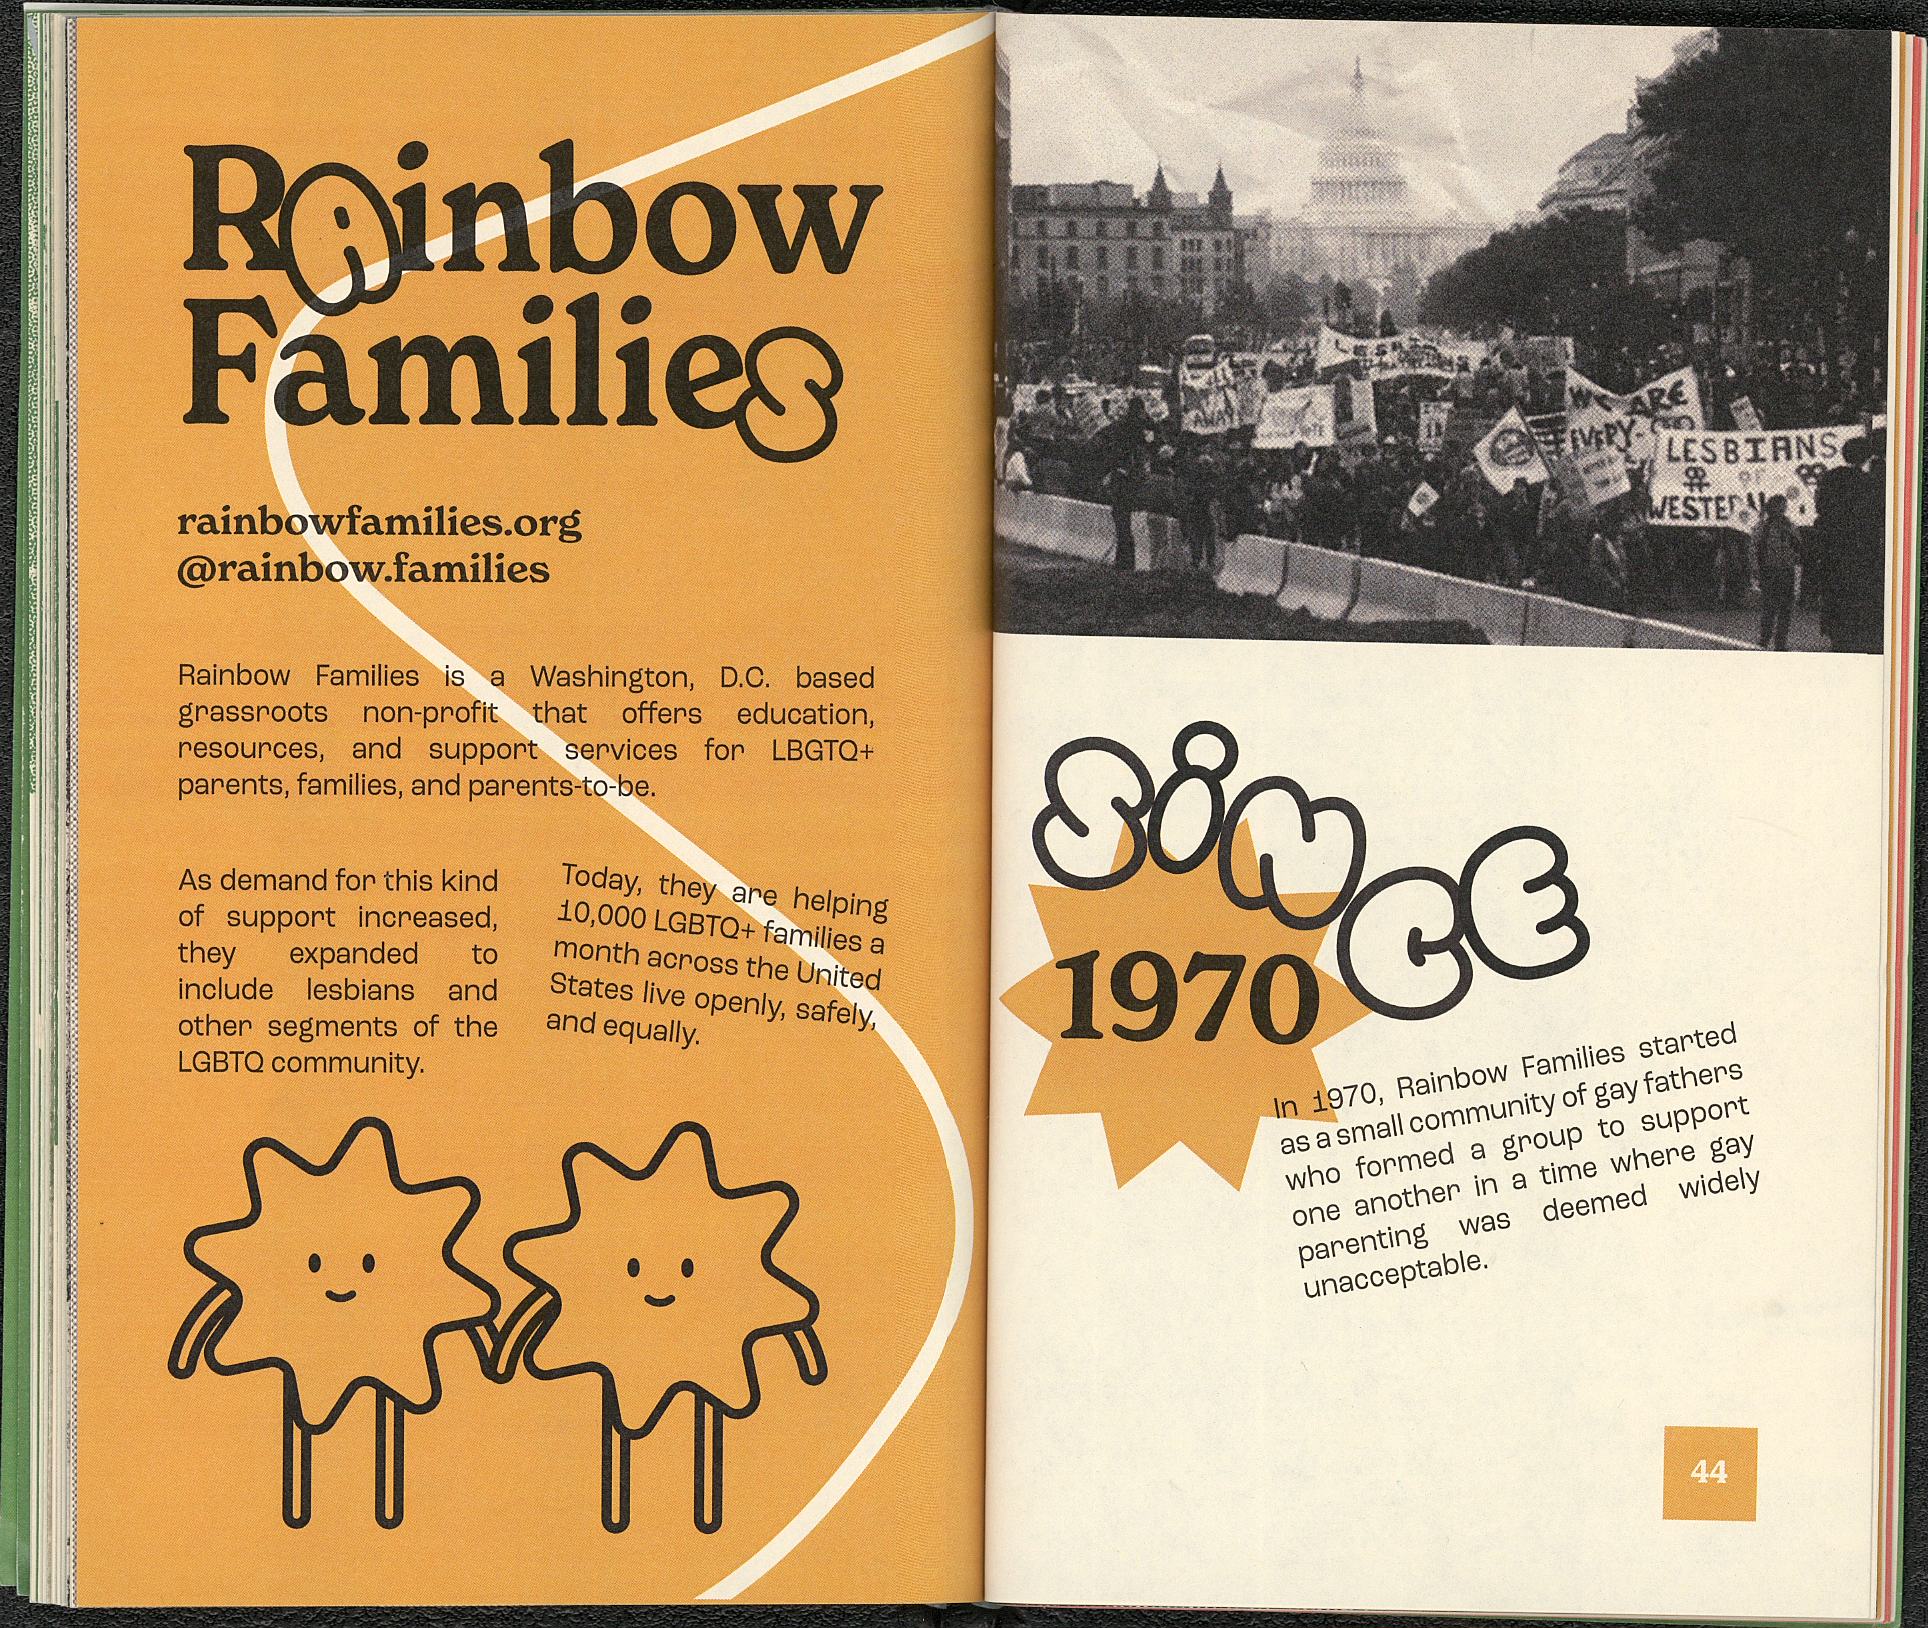 Rainbow
Families
rainbowfamilies.org
@rainbow.families
Rainbow Families is a Washington, D.C. based
grassroots non-profit that offers education,
resources, and support services for LBGTQ+
parents, families, and parents-to-be.
As demand for this kind
of support increased,
they expanded to
include lesbians and
other segments of the
LGBTQ community.
Today, they are helping
10,000 LGBTQ+ families a
month across the United
States live openly, safely,
and equally.
AWAY
WE ARE
EVERY-
LESBIANS
OF
SiNCE
1970
In 1970, Rainbow Families started
as a small community of gay fathers
who formed a group to support
one another in a time where gay
parenting was deemed widely
unacceptable.
44